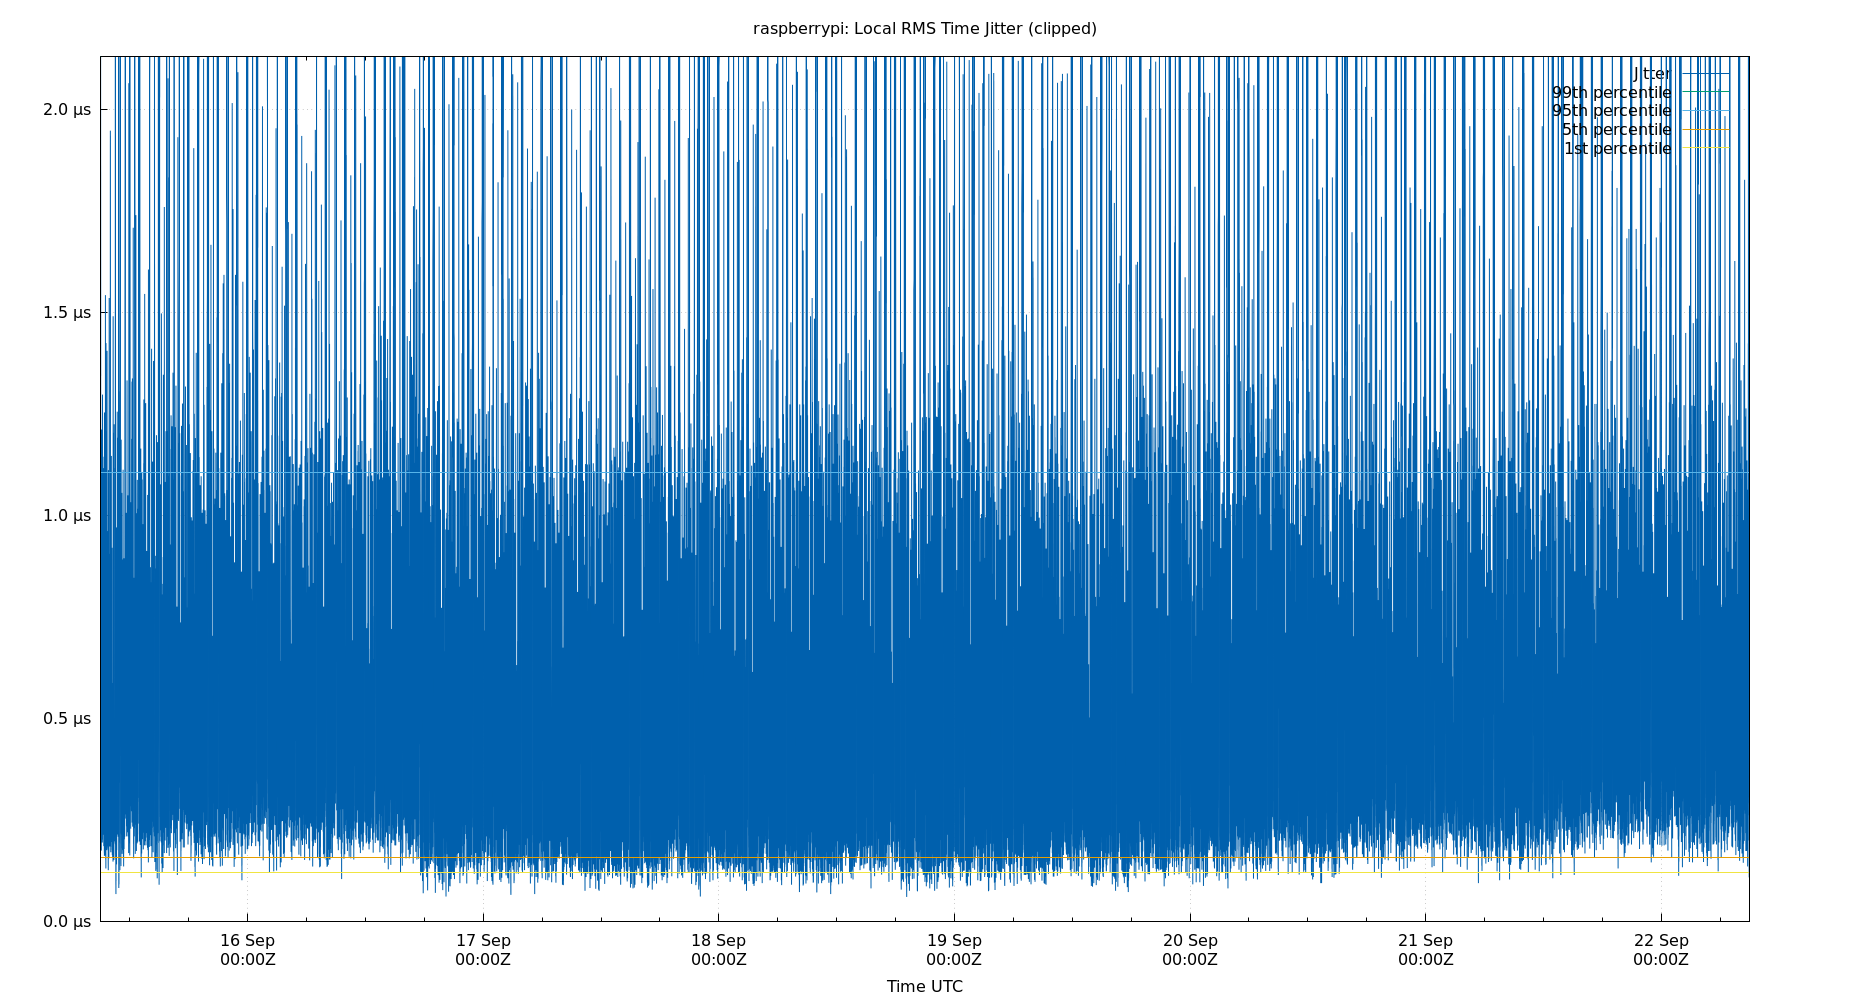 raspberrypi: Local RMS Time Jitter (clipped)
Jitter
99th percentile
95th percentile
5th percentile
1st percentile
2.0 µs
1.5 µs
1.0 µs
0.5 µs
0.0 µs
16 Sep
00:00Z
17 Sep
00:00Z
18 Sep
00:00Z
19 Sep
00:00Z
20 Sep
00:00Z
21 Sep
00:00Z
22 Sep
00:00Z
Time UTC